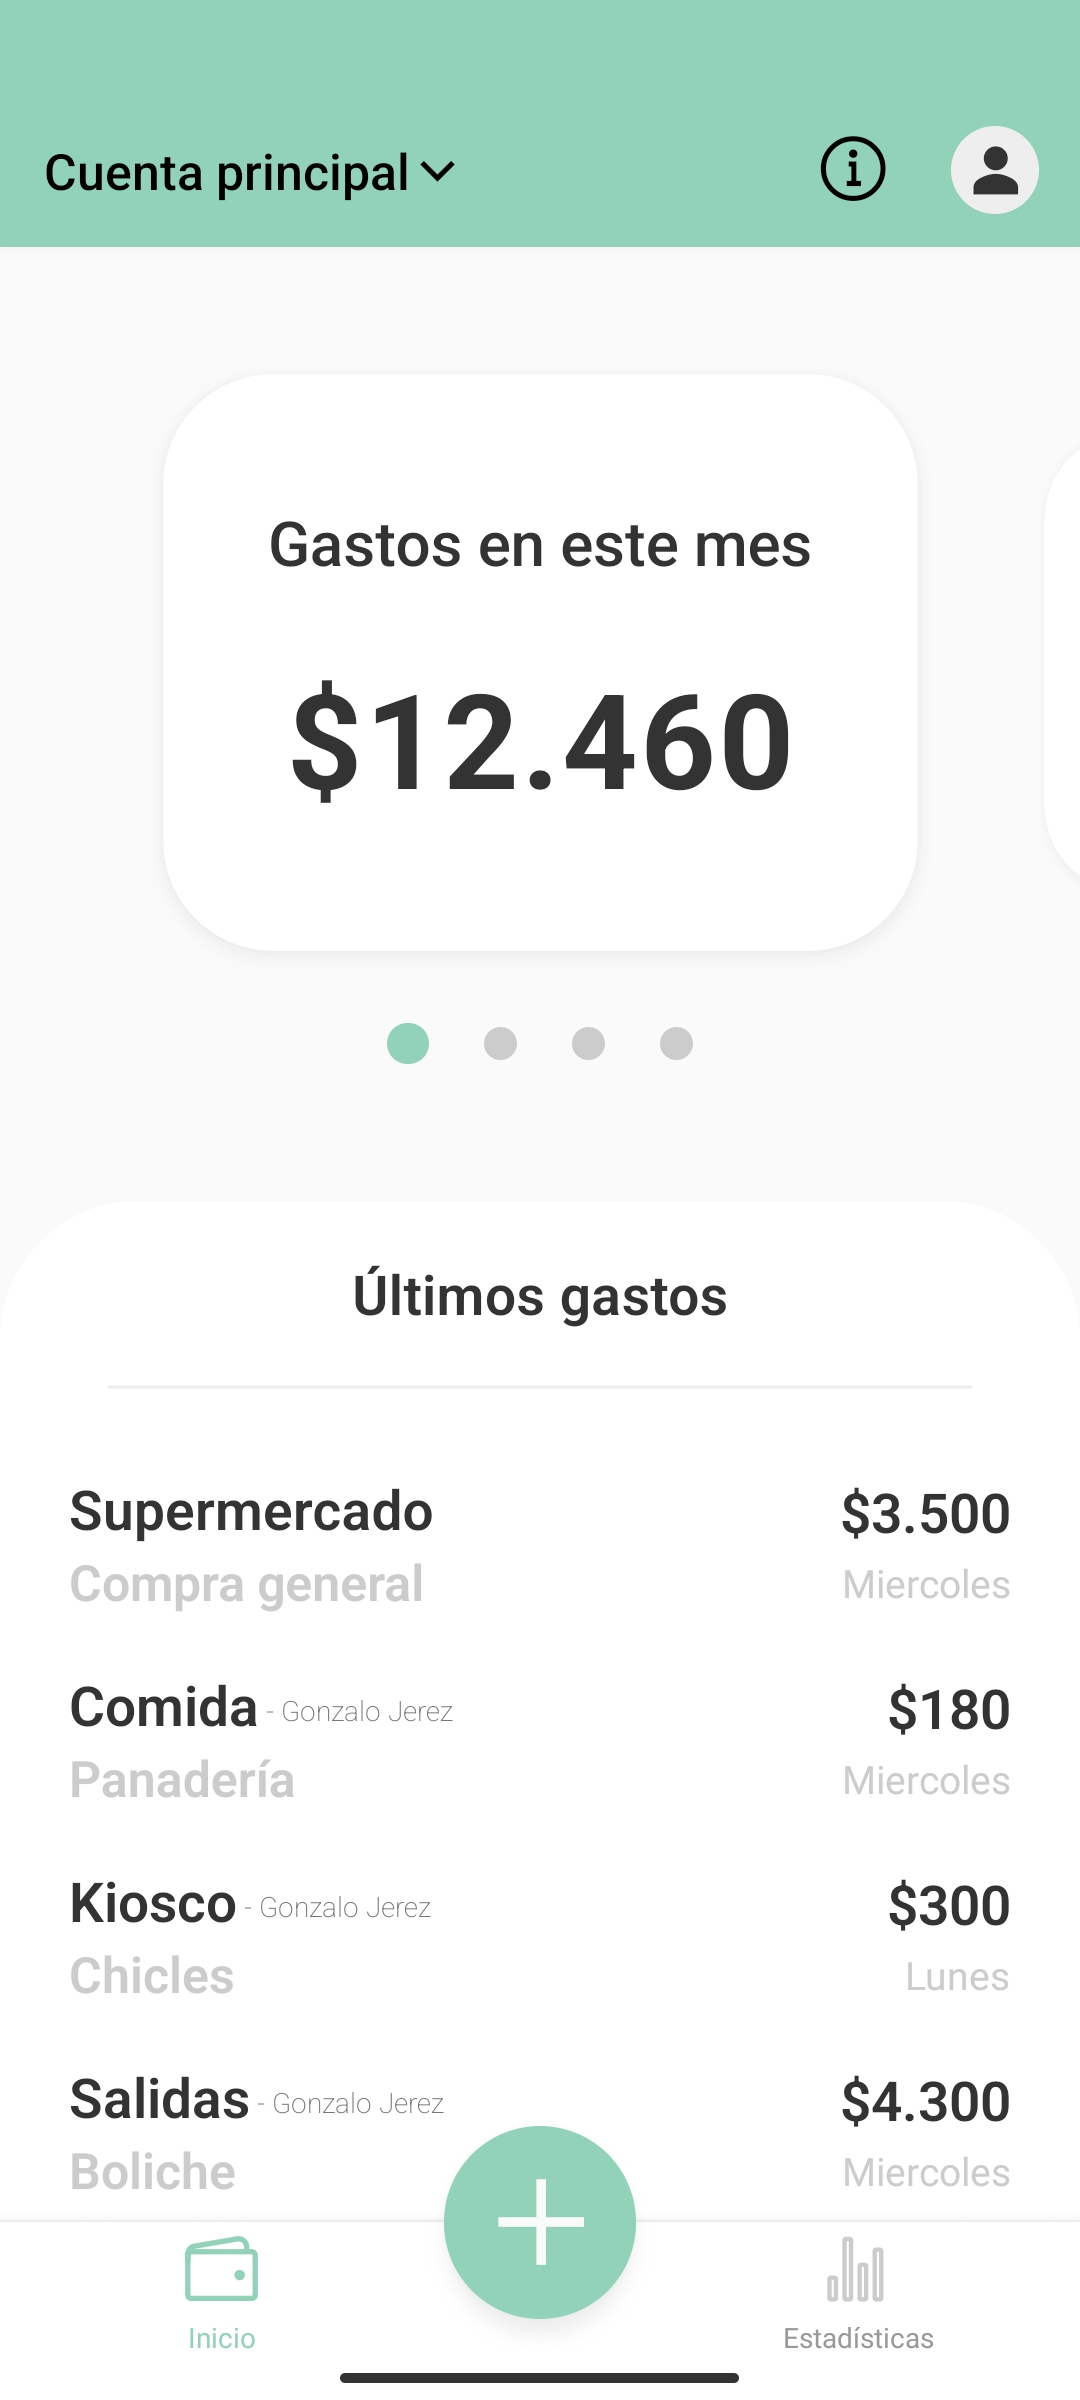 Cuenta principal
Gastos en este mes
$12.460
Últimos gastos
Supermercado $3.500
Compra general Miercoles
Comida - Gonzalo Jerez $180
Panadería Miercoles
Kiosco - Gonzalo Jerez $300
Chicles Lunes
Salidas - Gonzalo Jerez $4.300
Boliche Miercoles
Inicio Estadísticas